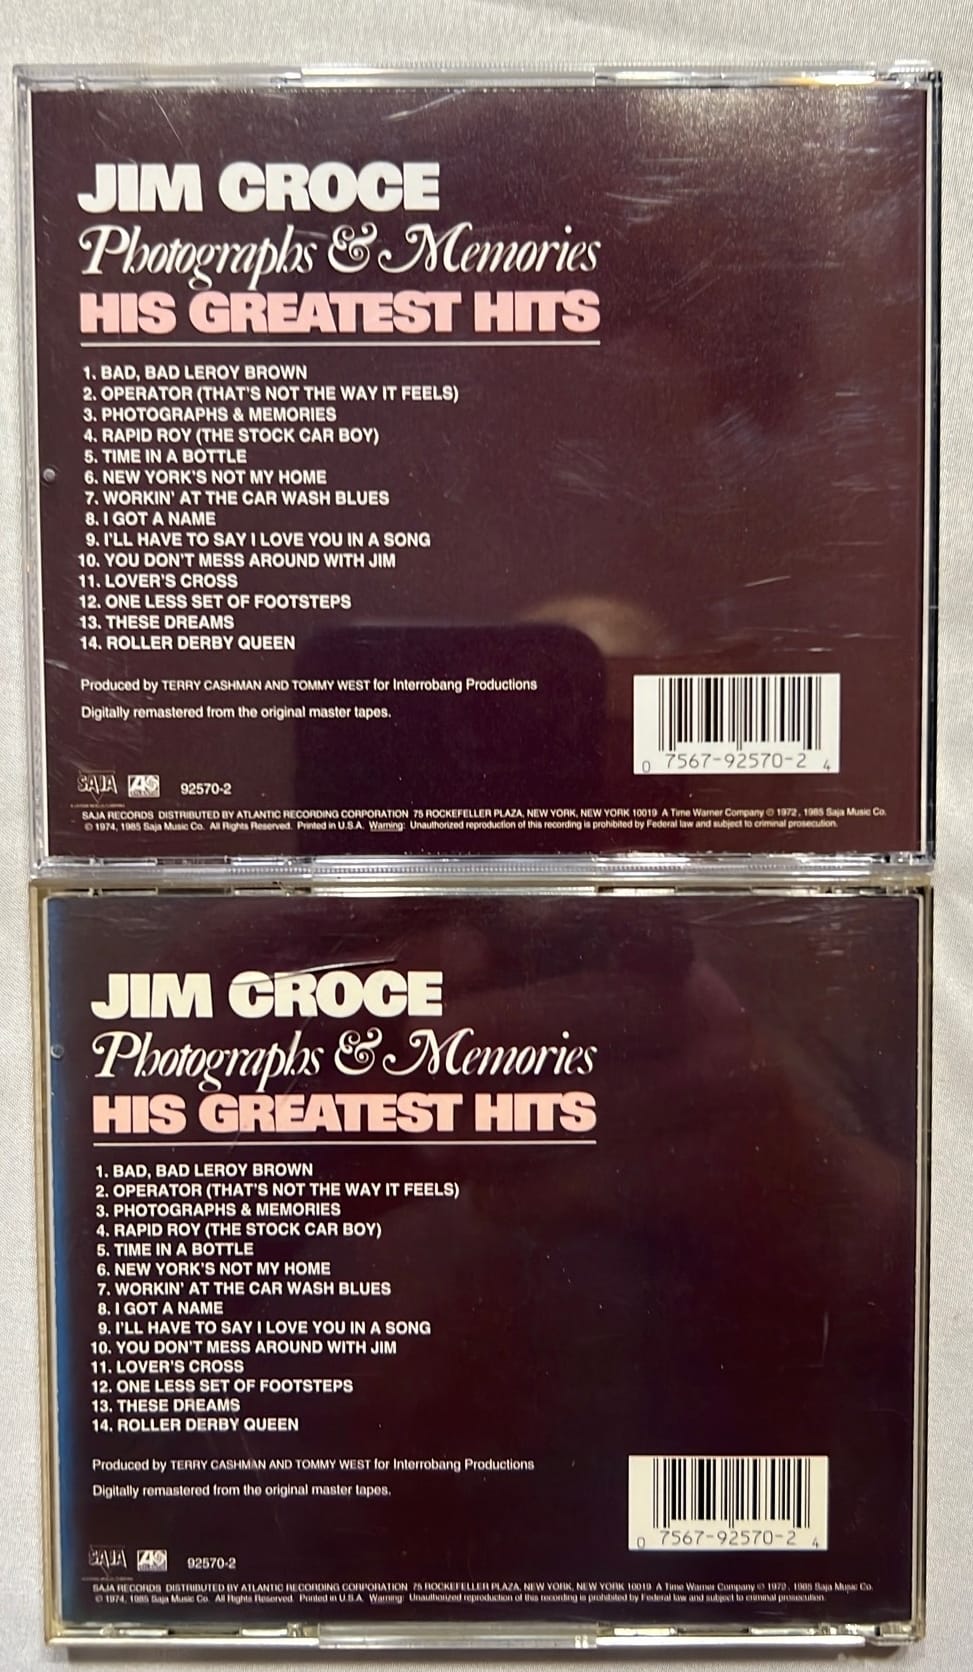 JIM CROCE
Photographs & Memories
HIS GREATEST HITS
1. BAD, BAD LEROY BROWN
2. OPERATOR (THAT'S NOT THE WAY IT FEELS)
3. PHOTOGRAPHS & MEMORIES
4. RAPID ROY (THE STOCK CAR BOY)
5. TIME IN A BOTTLE
6. NEW YORK'S NOT MY HOME
7. WORKIN' AT THE CAR WASH BLUES
8. I GOT A NAME
9. I'LL HAVE TO SAY I LOVE YOU IN A SONG
10. YOU DON'T MESS AROUND WITH JIM
11. LOVER'S CROSS
12. ONE LESS SET OF FOOTSTEPS
13. THESE DREAMS
14. ROLLER DERBY QUEEN
Produced by TERRY CASHMAN AND TOMMY WEST for Interrobang Productions
Digitally remastered from the original master tapes.
0 7567-92570-2 4
SAJA 92570-2
SAJA RECORDS DISTRIBUTED BY ATLANTIC RECORDING CORPORATION 75 ROCKEFELLER PLAZA, NEW YORK, NEW YORK 10019 A Time Warner Company ℗ 1972, 1985 Saja Music Co.
© 1974, 1985 Saja Music Co. All Rights Reserved. Printed in U.S.A. Warning: Unauthorized reproduction of this recording is prohibited by Federal law and subject to criminal prosecution.
JIM CROCE
Photographs & Memories
HIS GREATEST HITS
1. BAD, BAD LEROY BROWN
2. OPERATOR (THAT'S NOT THE WAY IT FEELS)
3. PHOTOGRAPHS & MEMORIES
4. RAPID ROY (THE STOCK CAR BOY)
5. TIME IN A BOTTLE
6. NEW YORK'S NOT MY HOME
7. WORKIN' AT THE CAR WASH BLUES
8. I GOT A NAME
9. I'LL HAVE TO SAY I LOVE YOU IN A SONG
10. YOU DON'T MESS AROUND WITH JIM
11. LOVER'S CROSS
12. ONE LESS SET OF FOOTSTEPS
13. THESE DREAMS
14. ROLLER DERBY QUEEN
Produced by TERRY CASHMAN AND TOMMY WEST for Interrobang Productions
Digitally remastered from the original master tapes.
0 7567-92570-2 4
SAJA 92570-2
SAJA RECORDS DISTRIBUTED BY ATLANTIC RECORDING CORPORATION 75 ROCKEFELLER PLAZA, NEW YORK, NEW YORK 10019 A Time Warner Company ℗ 1972, 1985 Saja Music Co.
© 1974, 1985 Saja Music Co. All Rights Reserved. Printed in U.S.A. Warning: Unauthorized reproduction of this recording is prohibited by Federal law and subject to criminal prosecution.